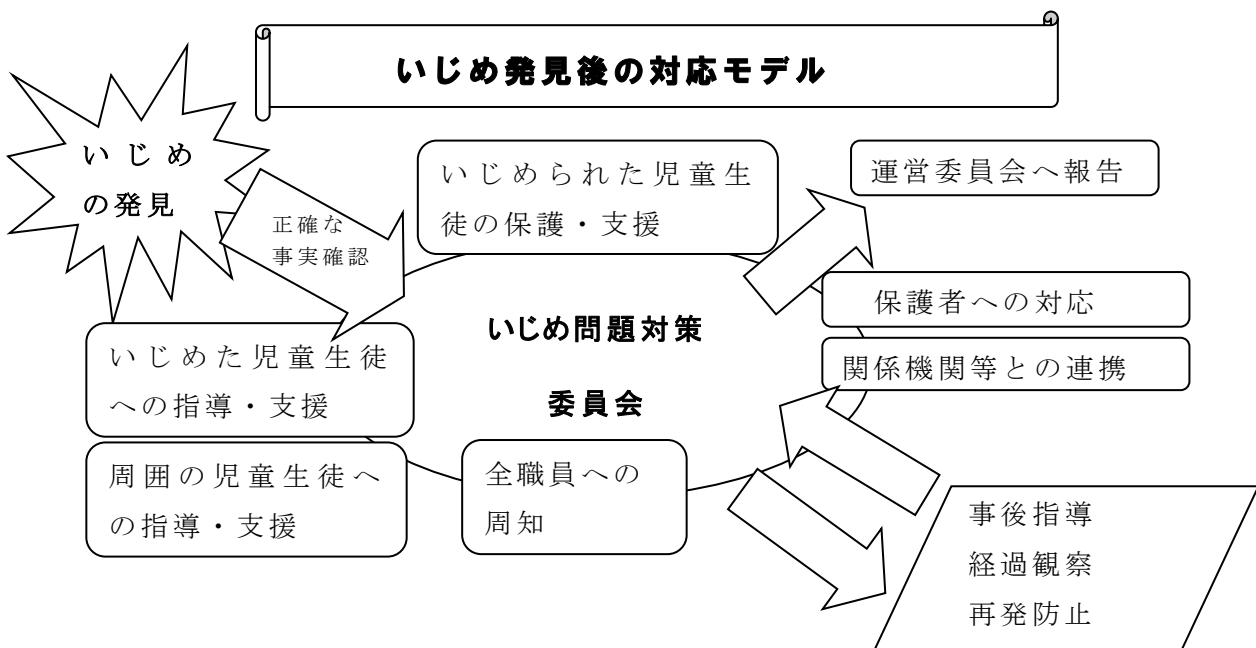 いじめ発見後の対応モデル
いじめ
の発見
正確な
事実確認
いじめられた児童生
徒の保護・支援
運営委員会へ報告
保護者への対応
関係機関等との連携
いじめ問題対策
委員会
いじめた児童生徒
への指導・支援
周囲の児童生徒へ
の指導・支援
全職員への
周知
事後指導
経過観察
再発防止